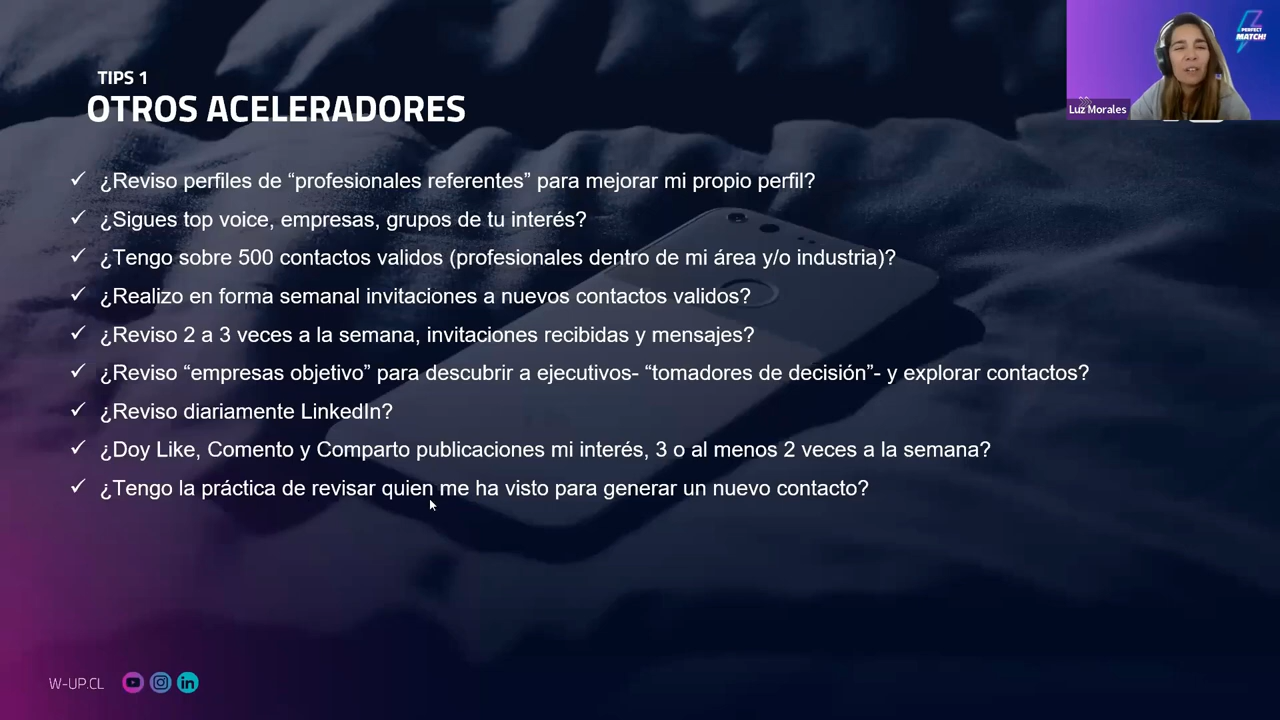 PERFECT
MATCH!
Luz Morales
TIPS 1
OTROS ACELERADORES
✓ ¿Reviso perfiles de “profesionales referentes” para mejorar mi propio perfil?
✓ ¿Sigues top voice, empresas, grupos de tu interés?
✓ ¿Tengo sobre 500 contactos validos (profesionales dentro de mi área y/o industria)?
✓ ¿Realizo en forma semanal invitaciones a nuevos contactos validos?
✓ ¿Reviso 2 a 3 veces a la semana, invitaciones recibidas y mensajes?
✓ ¿Reviso “empresas objetivo” para descubrir a ejecutivos- “tomadores de decisión”- y explorar contactos?
✓ ¿Reviso diariamente LinkedIn?
✓ ¿Doy Like, Comento y Comparto publicaciones mi interés, 3 o al menos 2 veces a la semana?
✓ ¿Tengo la práctica de revisar quien me ha visto para generar un nuevo contacto?
W-UP.CL
in